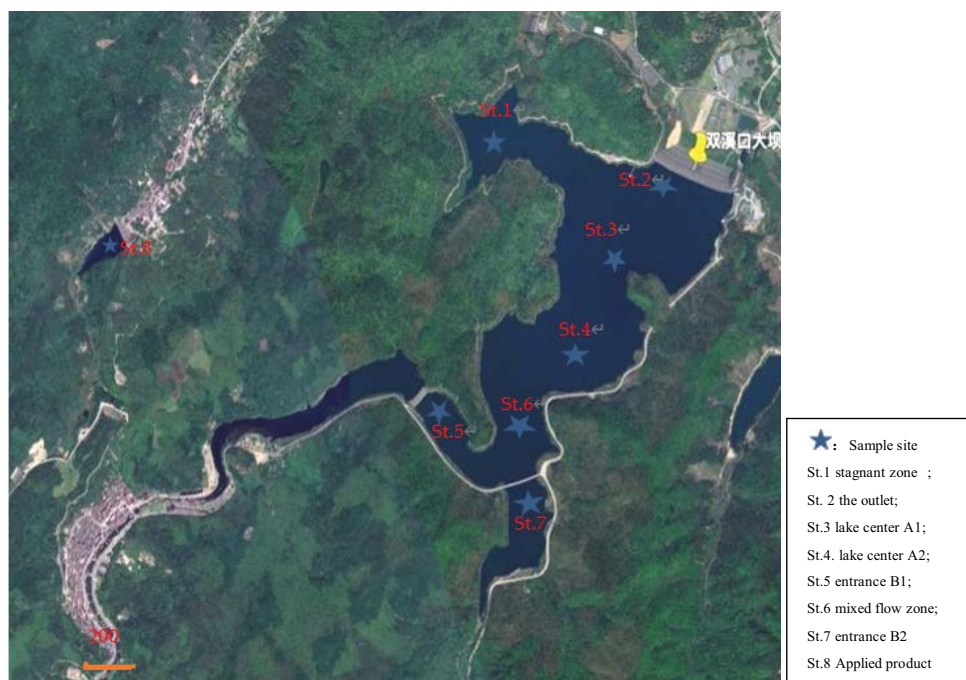 St.1
双溪口大坝
St.2↵
St.3↵
St.8
St.4↵
St.6↵
St.5↵
St.7
200
: Sample site
St.1 stagnant zone ;
St. 2 the outlet;
St.3 lake center A1;
St.4. lake center A2;
St.5 entrance B1;
St.6 mixed flow zone;
St.7 entrance B2
St.8 Applied product